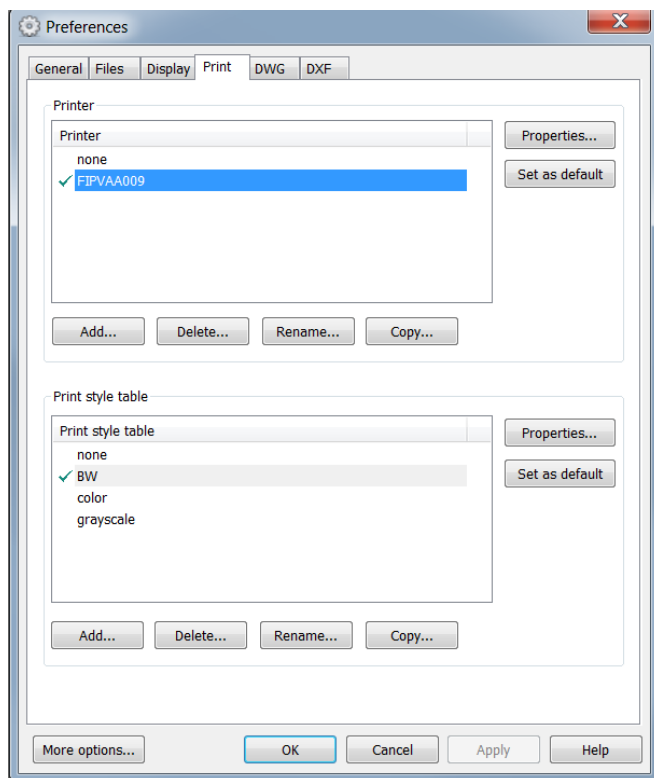 Preferences
General Files Display Print DWG DXF
Printer
Printer
none
FIPVAA009
Properties...
Set as default
Add... Delete... Rename... Copy...
Print style table
Print style table
none
BW
color
grayscale
Properties...
Set as default
Add... Delete... Rename... Copy...
More options... OK Cancel Apply Help